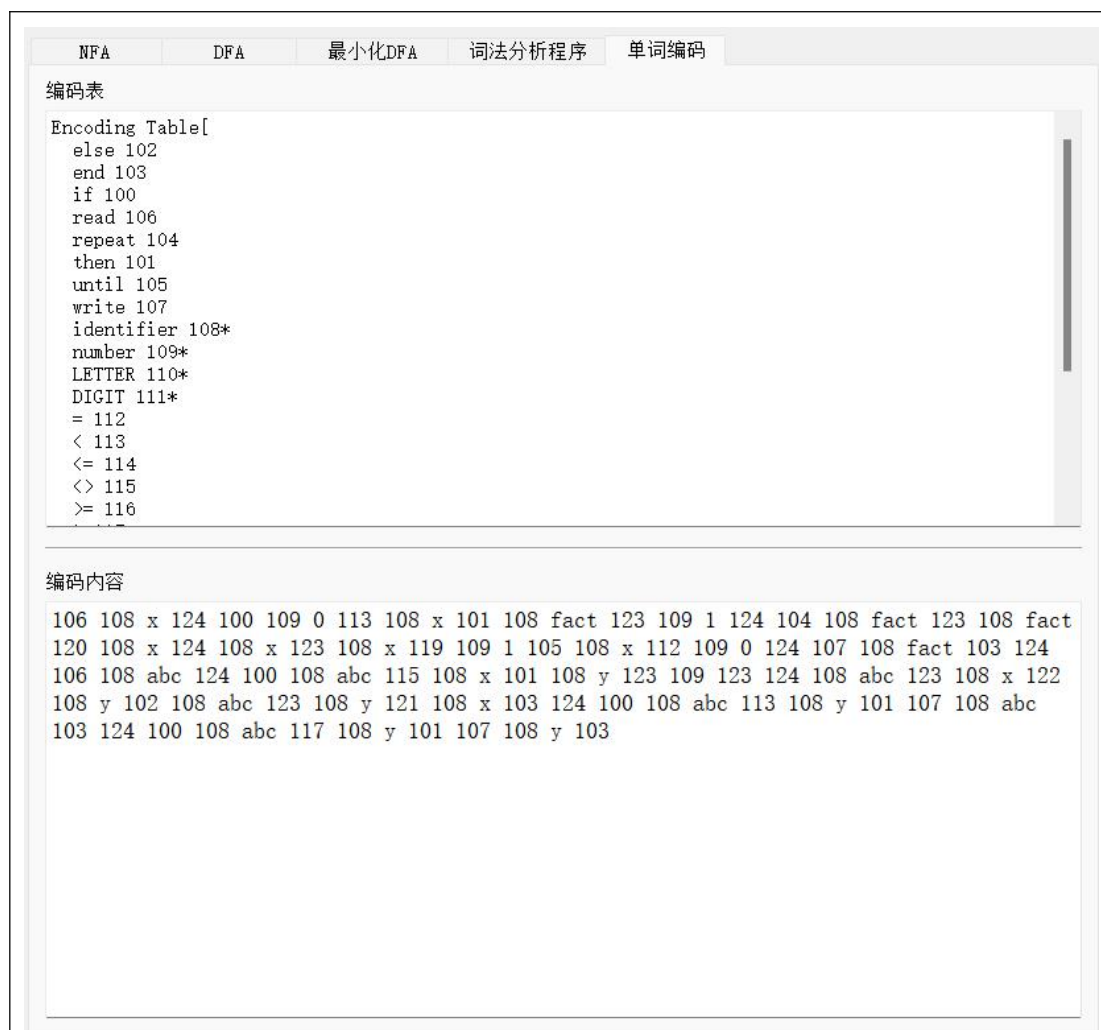 NFA DFA 最小化DFA 词法分析程序 单词编码
编码表
Encoding Table[
else 102
end 103
if 100
read 106
repeat 104
then 101
until 105
write 107
identifier 108*
number 109*
LETTER 110*
DIGIT 111*
= 112
< 113
<= 114
<> 115
>= 116
编码内容
106 108 x 124 100 109 0 113 108 x 101 108 fact 123 109 1 124 104 108 fact 123 108 fact
120 108 x 124 108 x 123 108 x 119 109 1 105 108 x 112 109 0 124 107 108 fact 103 124
106 108 abc 124 100 108 abc 115 108 x 101 108 y 123 109 123 124 108 abc 123 108 x 122
108 y 102 108 abc 123 108 y 121 108 x 103 124 100 108 abc 113 108 y 101 107 108 abc
103 124 100 108 abc 117 108 y 101 107 108 y 103